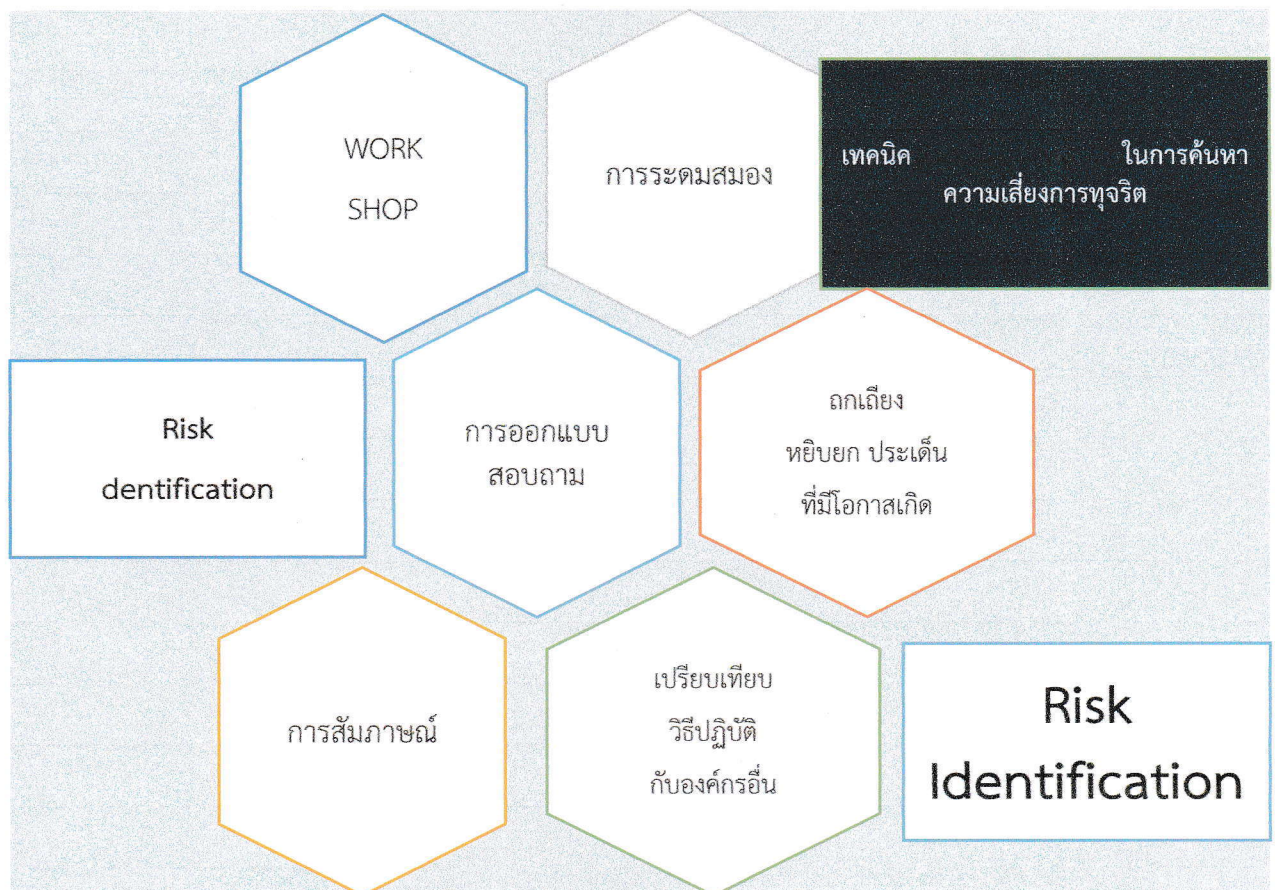 WORK
SHOP
การระดมสมอง
เทคนิค ในการค้นหา
ความเสี่ยงการทุจริต
Risk
dentification
การออกแบบ
สอบถาม
ถกเถียง
หยิบยก ประเด็น
ที่มีโอกาสเกิด
การสัมภาษณ์
เปรียบเทียบ
วิธีปฏิบัติ
กับองค์กรอื่น
Risk
Identification